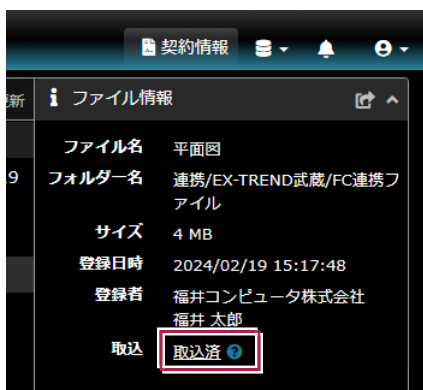 契約情報
更新
ファイル情報
ファイル名 平面図
9
フォルダー名 連携/EX-TREND武蔵/FC連携フ
ァイル
サイズ 4 MB
登録日時 2024/02/19 15:17:48
登録者 福井コンピュータ株式会社
福井 太郎
取込 取込済